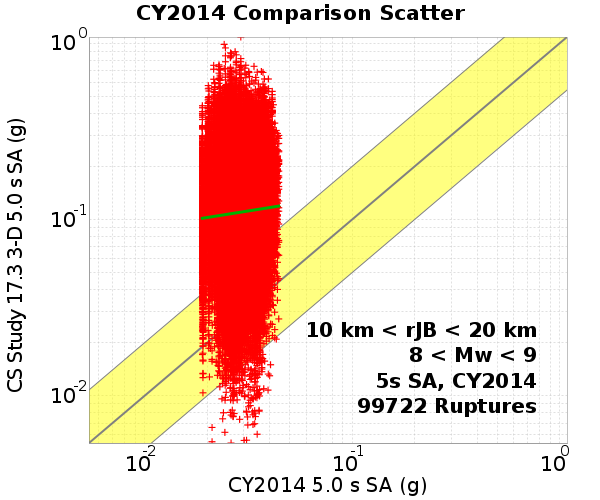 CY2014 Comparison Scatter
CS Study 17.3 3-D 5.0 s SA (g)
10⁰
10⁻¹
10⁻²
10 km < rJB < 20 km
8 < Mw < 9
5s SA, CY2014
99722 Ruptures
10⁻² 10⁻¹ 10⁰
CY2014 5.0 s SA (g)